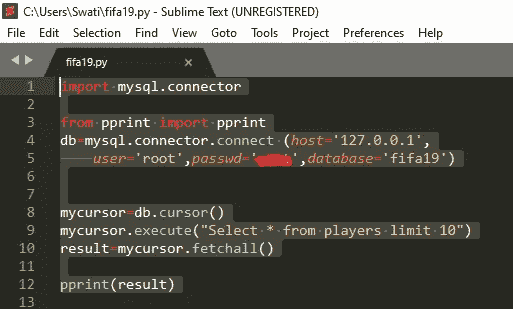 C:\Users\Swati\fifa19.py - Sublime Text (UNREGISTERED)
File Edit Selection Find View Goto Tools Project Preferences Help
fifa19.py
1 import mysql.connector
2
3 from pprint import pprint
4 db=mysql.connector.connect (host='127.0.0.1',
5 user='root',passwd=' ',database='fifa19')
6
7
8 mycursor=db.cursor()
9 mycursor.execute("Select * from players limit 10")
10 result=mycursor.fetchall()
11
12 pprint(result)
13